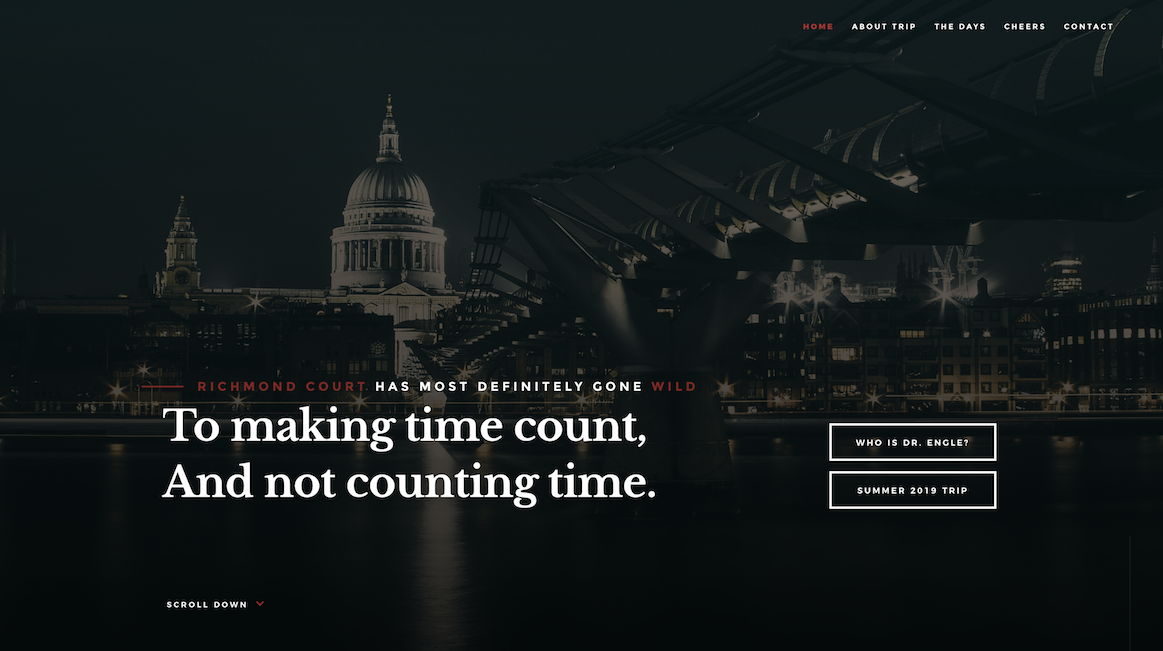 HOME ABOUT TRIP THE DAYS CHEERS CONTACT
RICHMOND COURT HAS MOST DEFINITELY GONE WILD
To making time count,
And not counting time.
WHO IS DR. ENGLE?
SUMMER 2019 TRIP
SCROLL DOWN